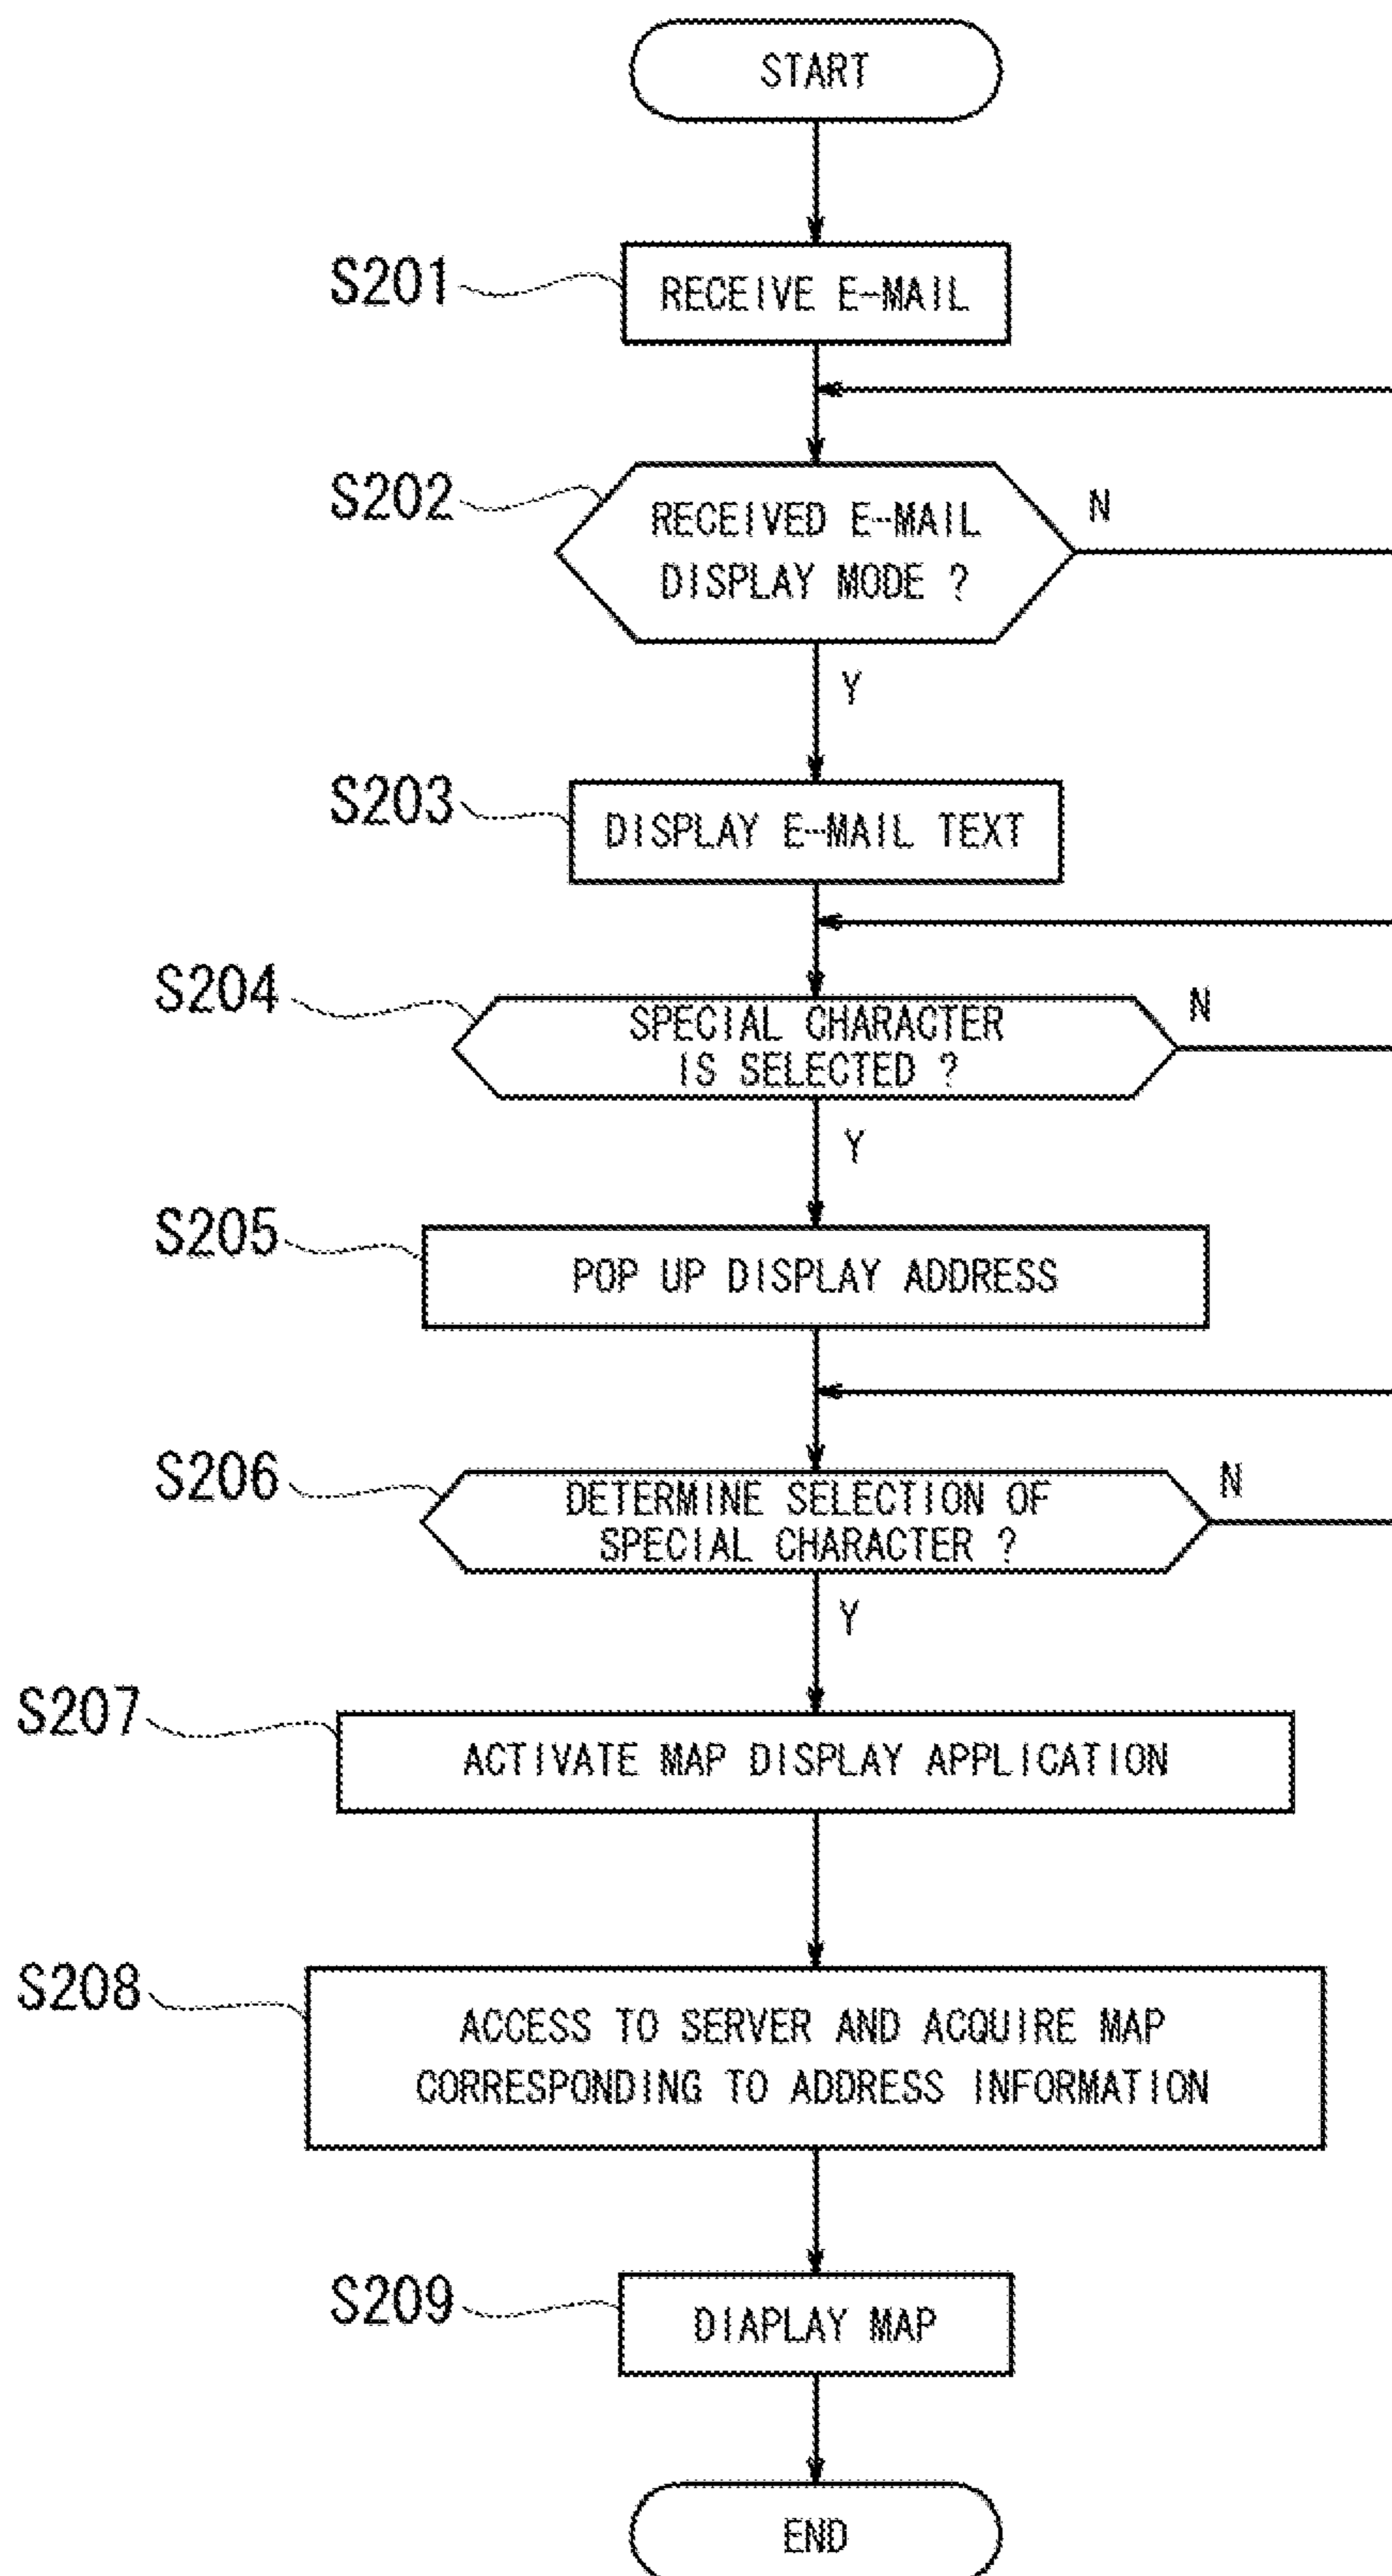 START
S201
RECEIVE E-MAIL
S202
RECEIVED E-MAIL
DISPLAY MODE ?
N
Y
S203
DISPLAY E-MAIL TEXT
S204
SPECIAL CHARACTER
IS SELECTED ?
N
Y
S205
POP UP DISPLAY ADDRESS
S206
DETERMINE SELECTION OF
SPECIAL CHARACTER ?
N
Y
S207
ACTIVATE MAP DISPLAY APPLICATION
S208
ACCESS TO SERVER AND ACQUIRE MAP
CORRESPONDING TO ADDRESS INFORMATION
S209
DIAPLAY MAP
END